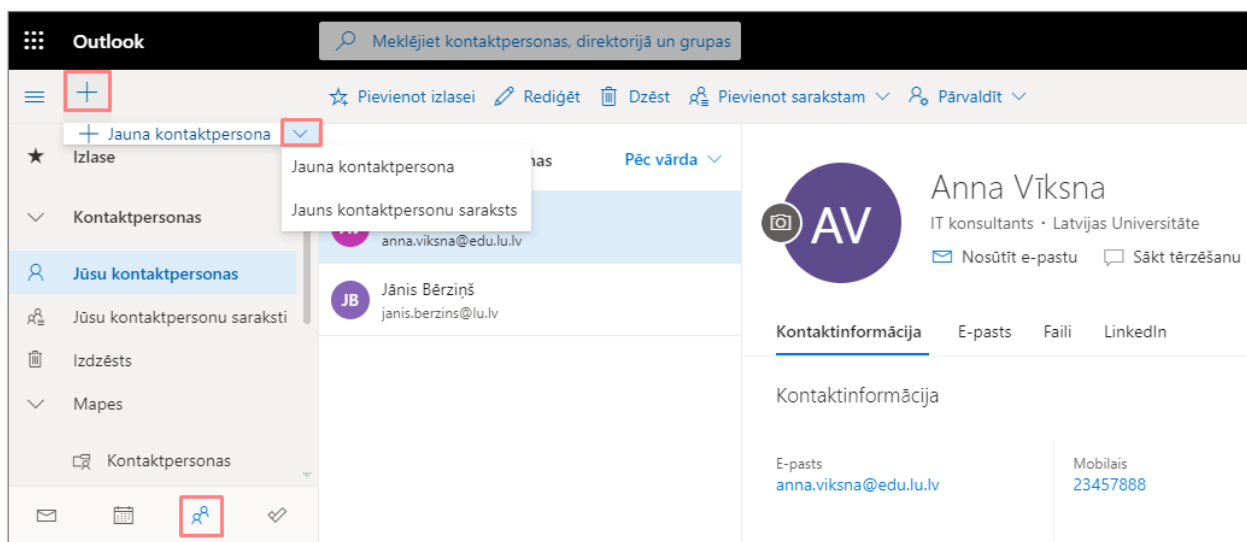 Outlook
Meklējiet kontaktpersonas, direktorijā un grupas
Pievienot izlasei Rediģēt Dzēst Pievienot sarakstam Pārvaldīt
Jauna kontaktpersona
Jauna kontaktpersona
Jauns kontaktpersonu saraksts
Izlase
Kontaktpersonas
Jūsu kontaktpersonas
Jūsu kontaktpersonu saraksti
Izdzēsts
Mapes
Kontaktpersonas
nas Pēc vārda
anna.viksna@edu.lu.lv
JB Jānis Bērziņš
janis.berzins@lu.lv
AV
Anna Vīksna
IT konsultants · Latvijas Universitāte
Nosūtīt e-pastu Sākt tērzēšanu
Kontaktinformācija E-pasts Faili LinkedIn
Kontaktinformācija
E-pasts Mobilais
anna.viksna@edu.lu.lv 23457888